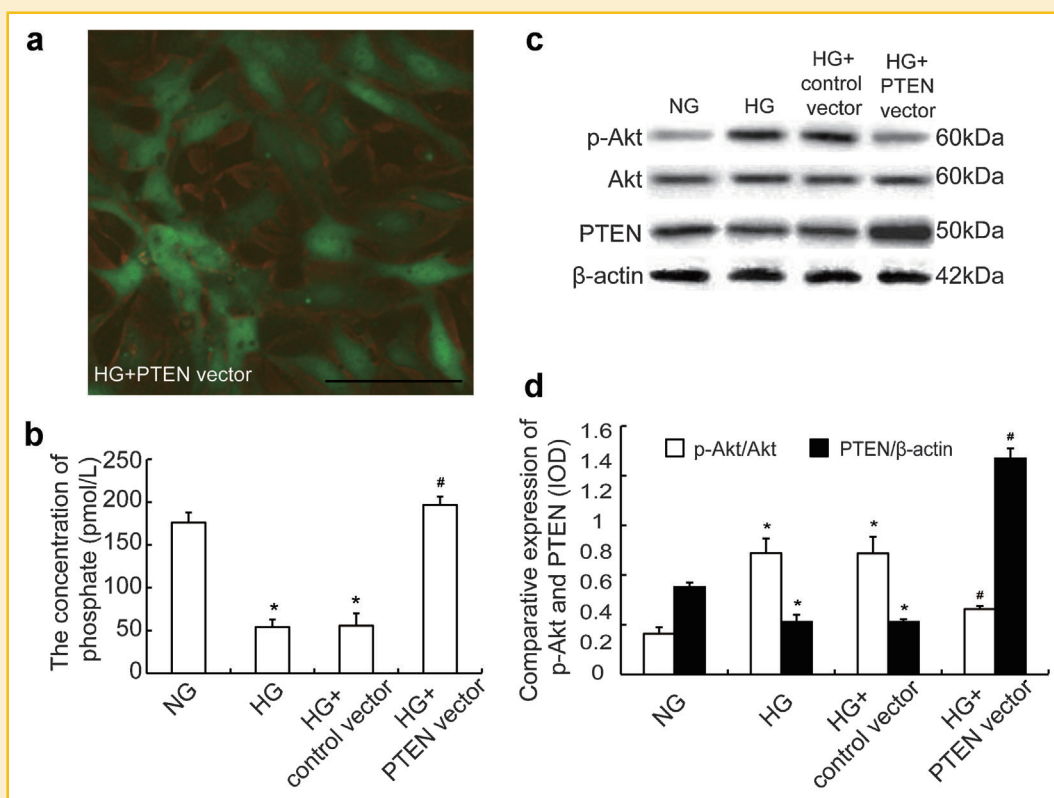 a
HG+PTEN vector
b
The concentration of
phosphate (pmol/L)
250
200
150
100
50
0
*
*
#
NG
HG
HG+
control vector
HG+
PTEN vector
c
NG
HG
HG+
control
vector
HG+
PTEN
vector
p-Akt
60kDa
Akt
60kDa
PTEN
50kDa
β-actin
42kDa
d
Comparative expression of
p-Akt and PTEN (IOD)
1.6
1.4
1.2
1
0.8
0.6
0.4
0.2
0
p-Akt/Akt
PTEN/β-actin
*
*
*
*
#
#
NG
HG
HG+
control vector
HG+
PTEN vector